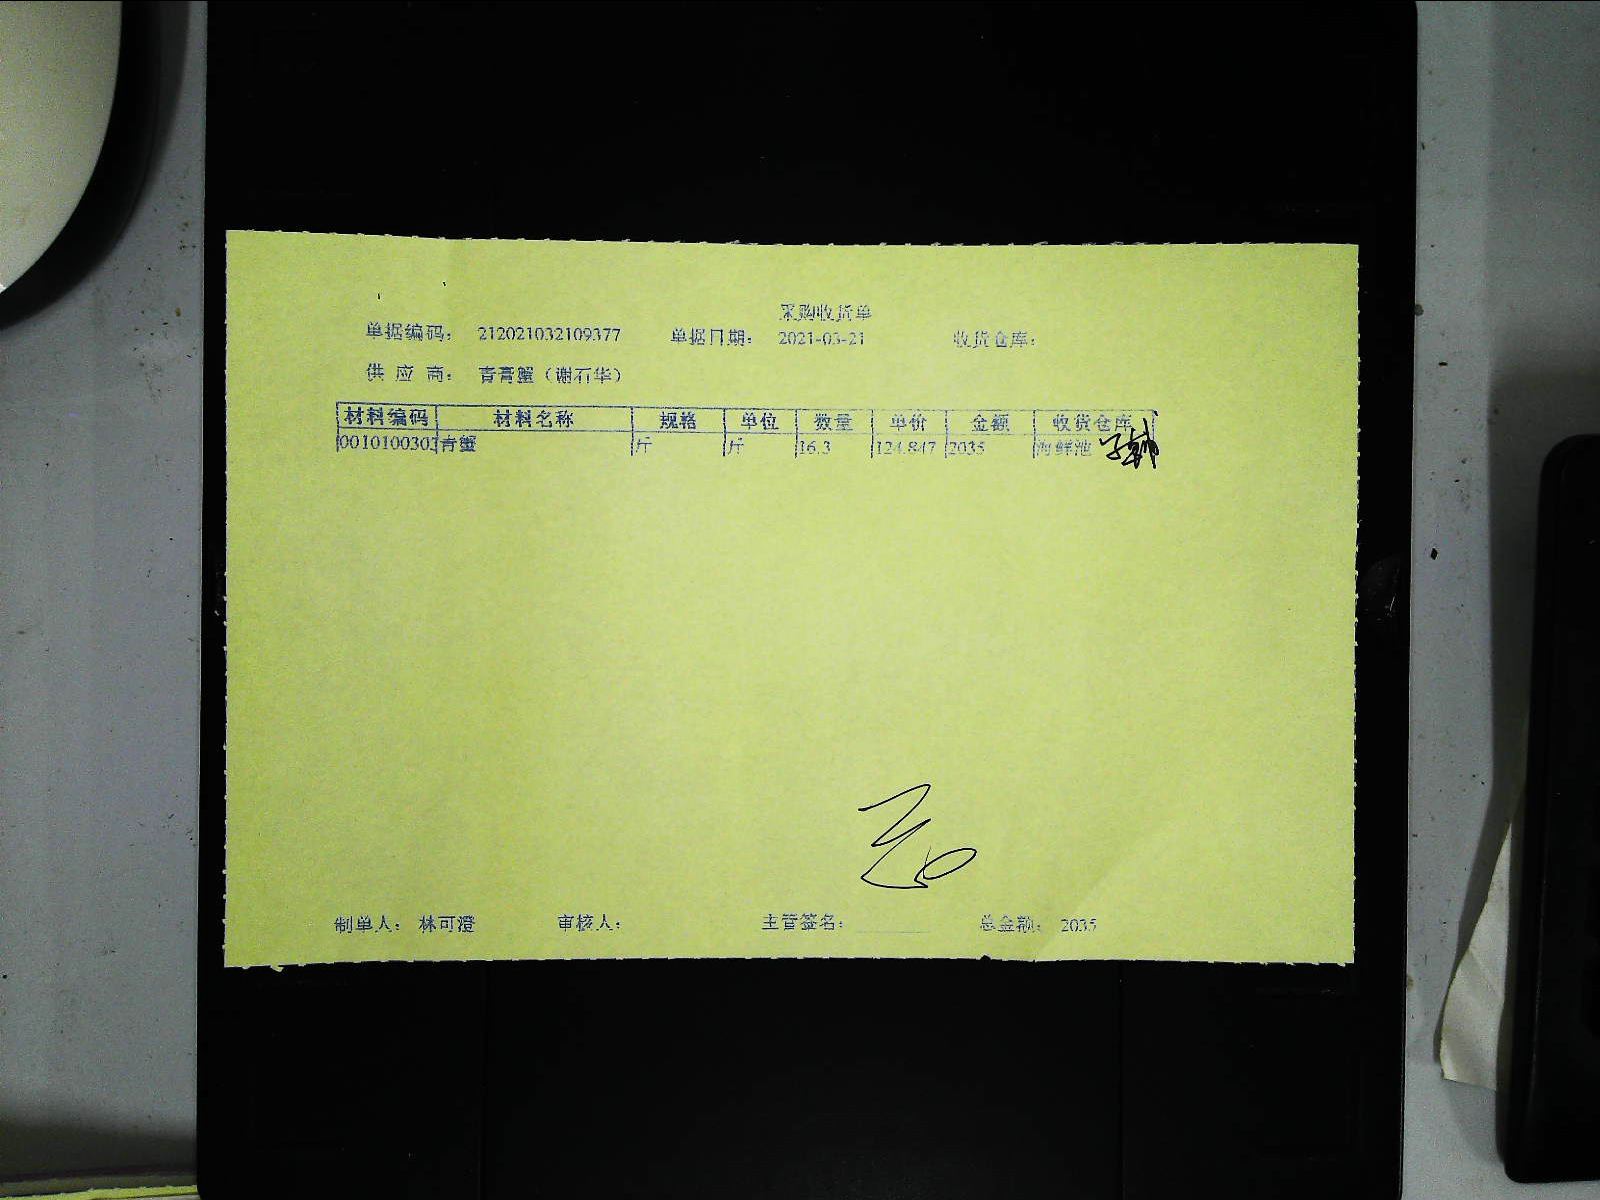 采购收货单
单据编码： 212021032109377 单据日期： 2021-03-21 收货仓库：
供 应 商： 青膏蟹（谢石华）
材料编码 材料名称 规格 单位 数量 单价 金额 收货仓库
0010100302 青蟹 斤 斤 16.3 124.847 2035 海鲜池
制单人： 林可澄 审核人： 主管签名： 总金额： 2035